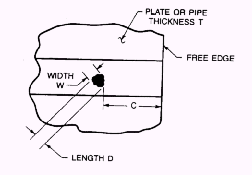 PLATE OR PIPE
THICKNESS T
τ
FREE EDGE
WIDTH
W
C
LENGTH D